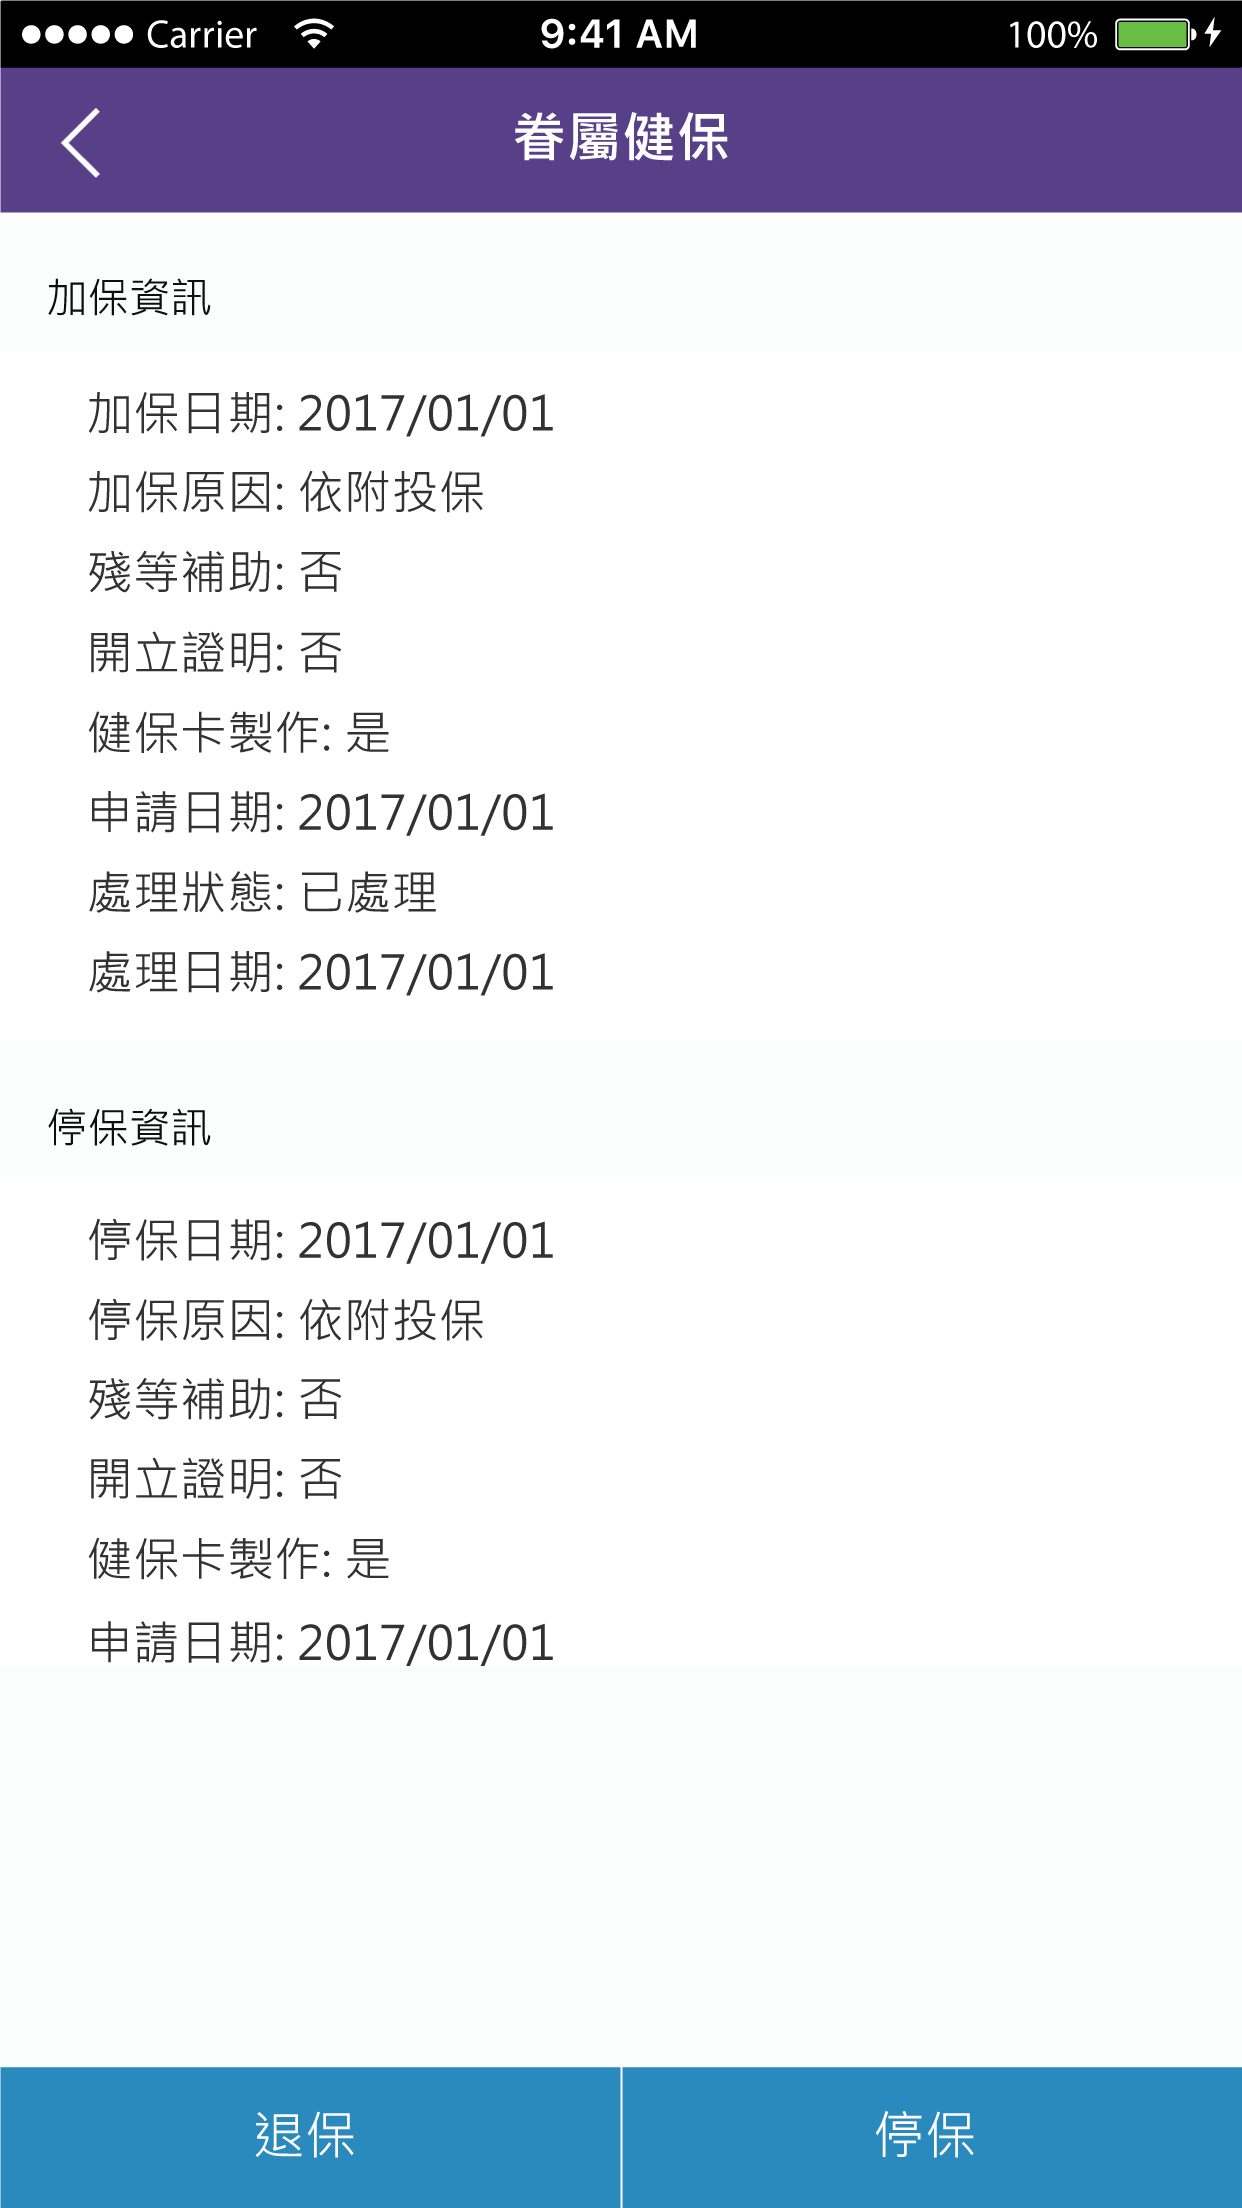 Carrier 9:41 AM 100%
眷屬健保
加保資訊
加保日期: 2017/01/01
加保原因: 依附投保
殘等補助: 否
開立證明: 否
健保卡製作: 是
申請日期: 2017/01/01
處理狀態: 已處理
處理日期: 2017/01/01
停保資訊
停保日期: 2017/01/01
停保原因: 依附投保
殘等補助: 否
開立證明: 否
健保卡製作: 是
申請日期: 2017/01/01
退保 停保